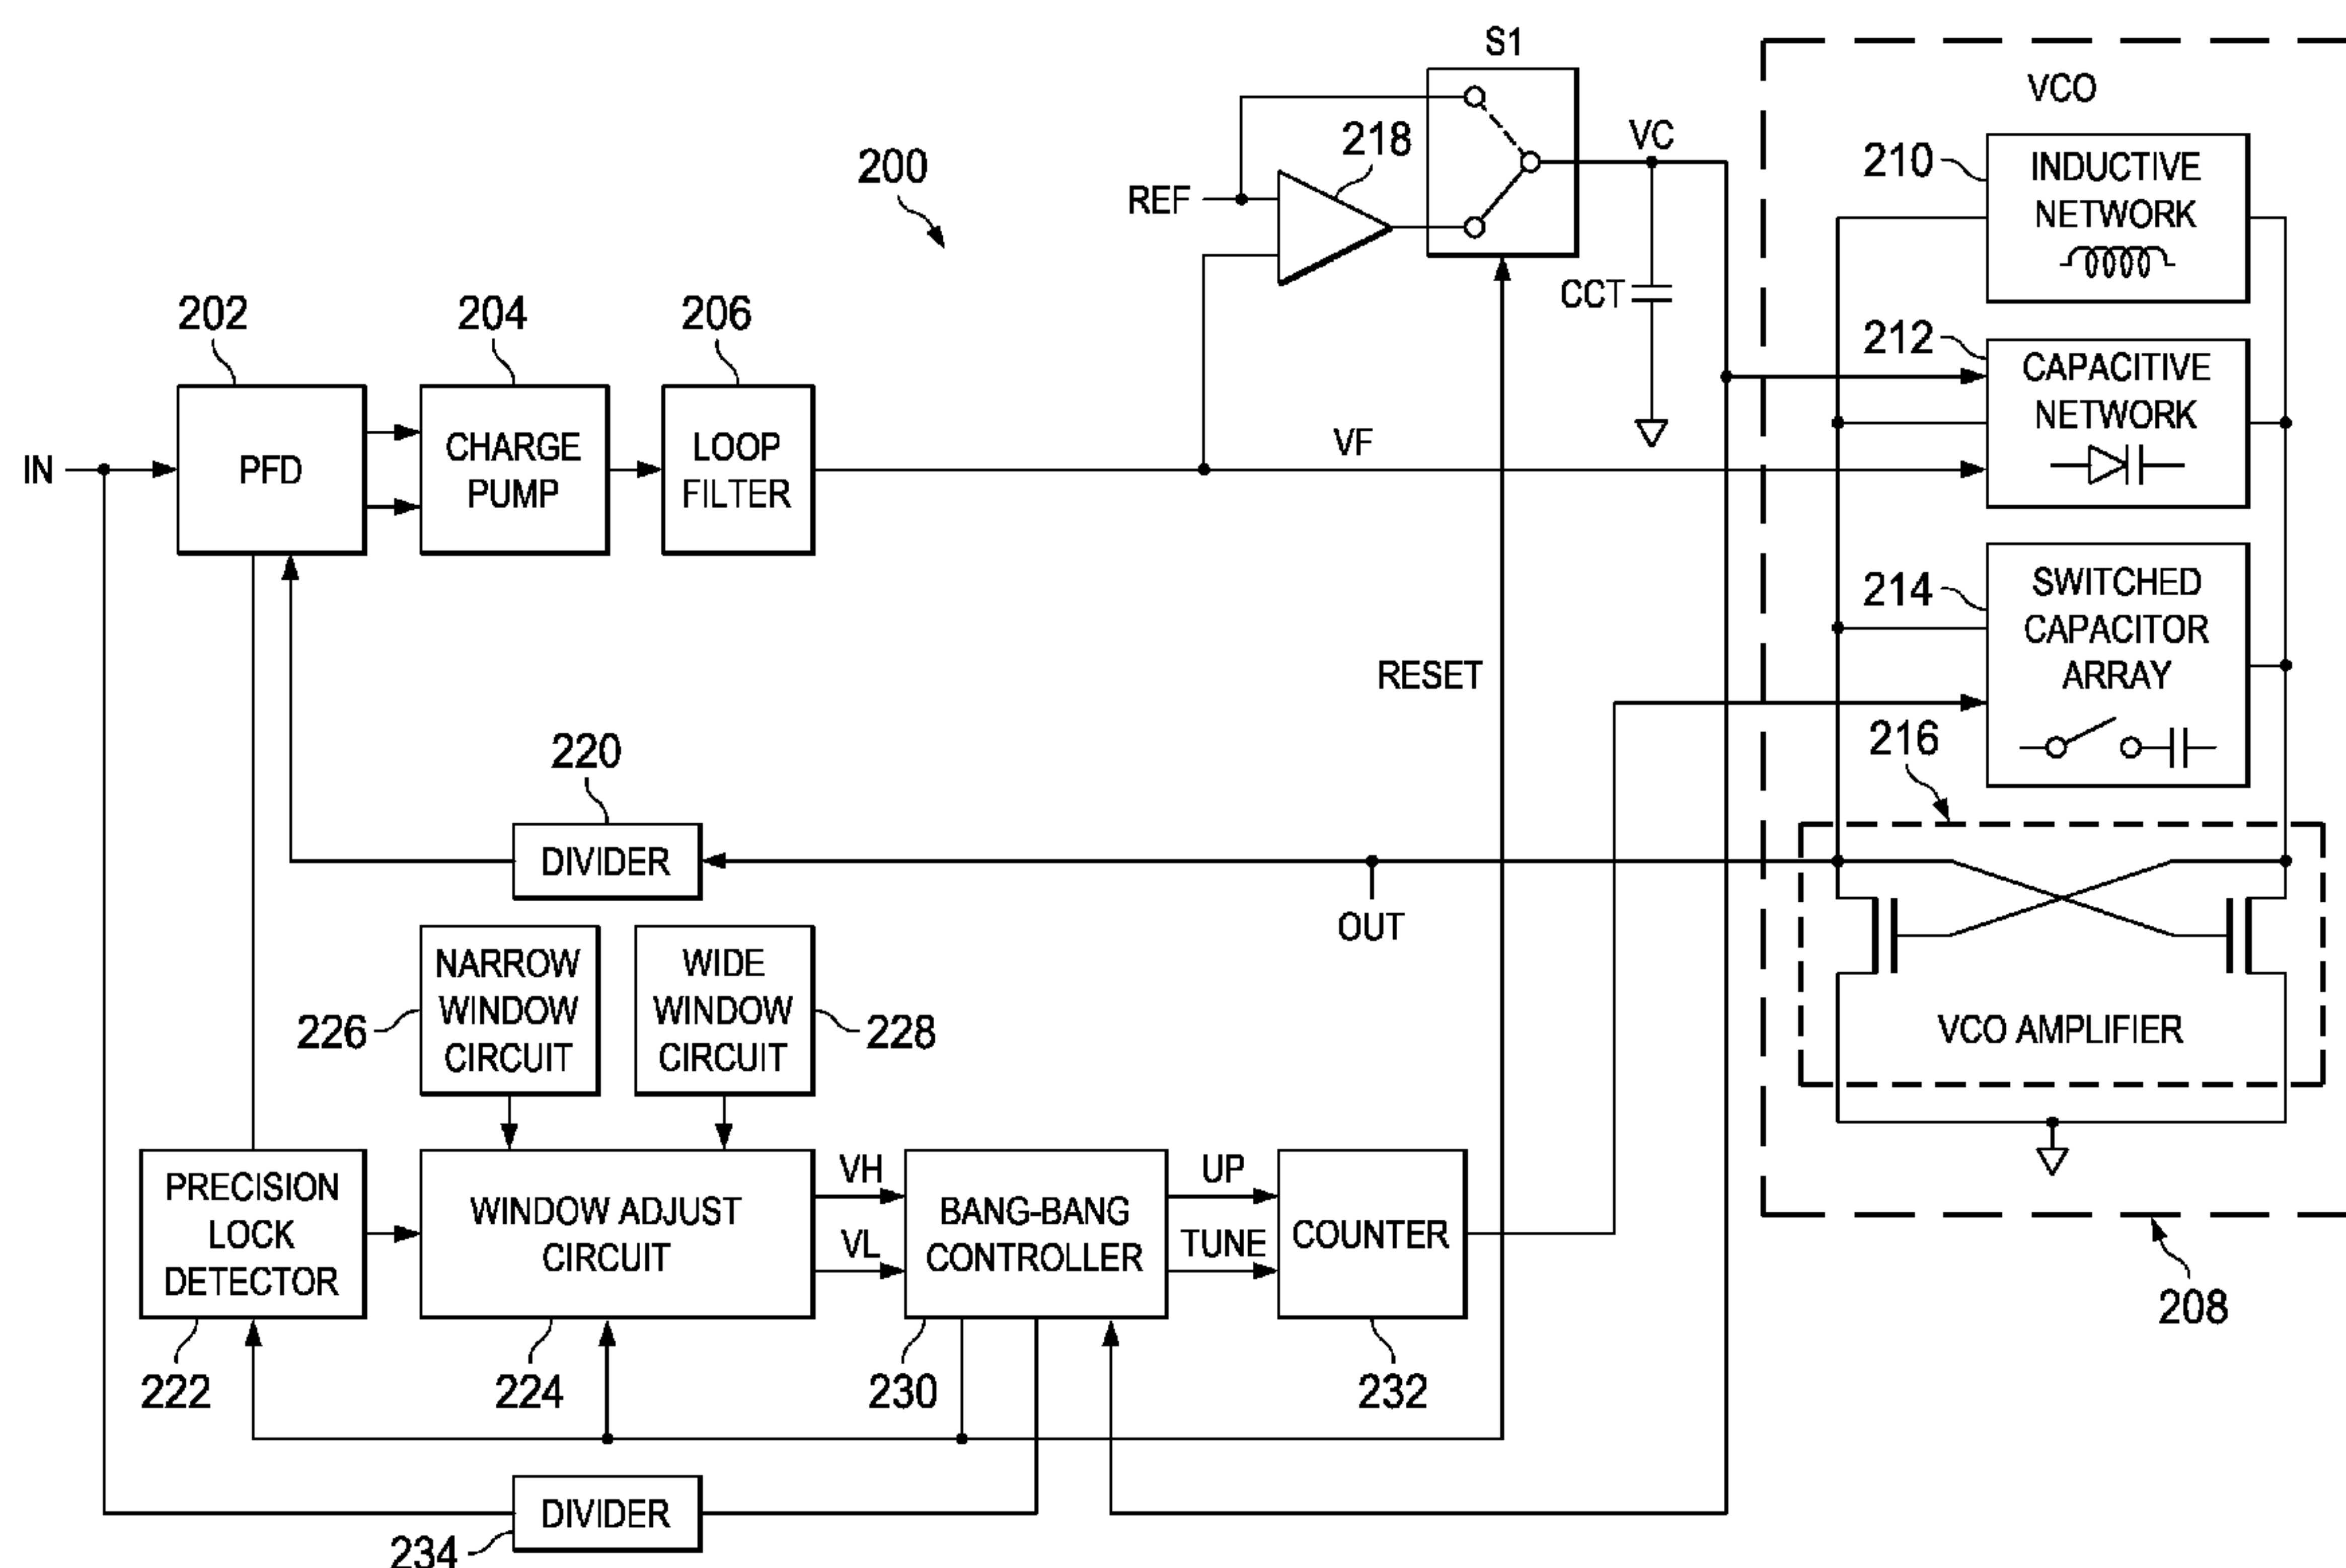 S1
VCO
218
VC
210
INDUCTIVE
NETWORK
200
REF
CCT
202
204
206
212
CAPACITIVE
NETWORK
IN
PFD
CHARGE
PUMP
LOOP
FILTER
VF
214
SWITCHED
CAPACITOR
ARRAY
RESET
216
220
DIVIDER
OUT
NARROW
WINDOW
CIRCUIT
226
WIDE
WINDOW
CIRCUIT
228
VCO AMPLIFIER
PRECISION
LOCK
DETECTOR
WINDOW ADJUST
CIRCUIT
VH
VL
BANG-BANG
CONTROLLER
UP
TUNE
COUNTER
208
222
224
230
232
DIVIDER
234